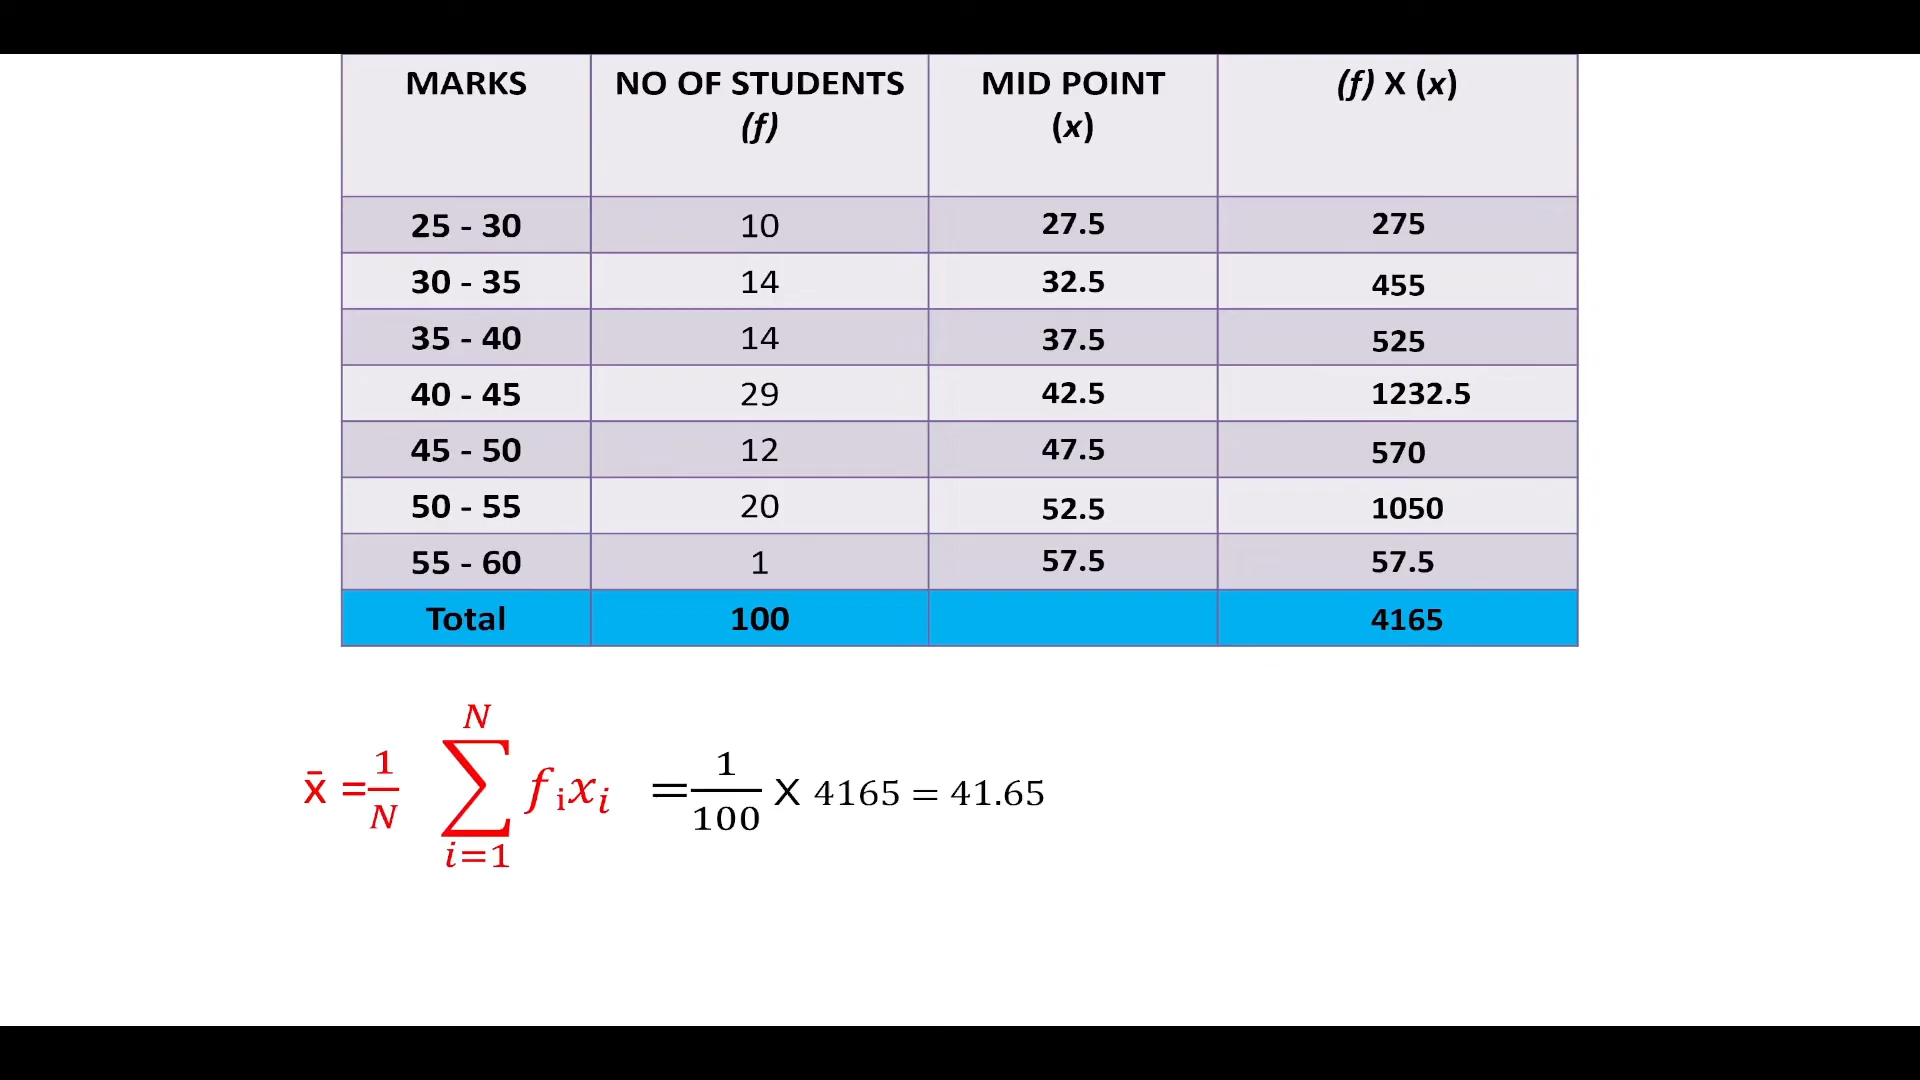 MARKS NO OF STUDENTS (f) MID POINT (x) (f) X (x)
25 - 30 10 27.5 275
30 - 35 14 32.5 455
35 - 40 14 37.5 525
40 - 45 29 42.5 1232.5
45 - 50 12 47.5 570
50 - 55 20 52.5 1050
55 - 60 1 57.5 57.5
Total 100 4165
x̄ = 1/N ∑ i=1 N fᵢxᵢ = 1/100 X 4165 = 41.65